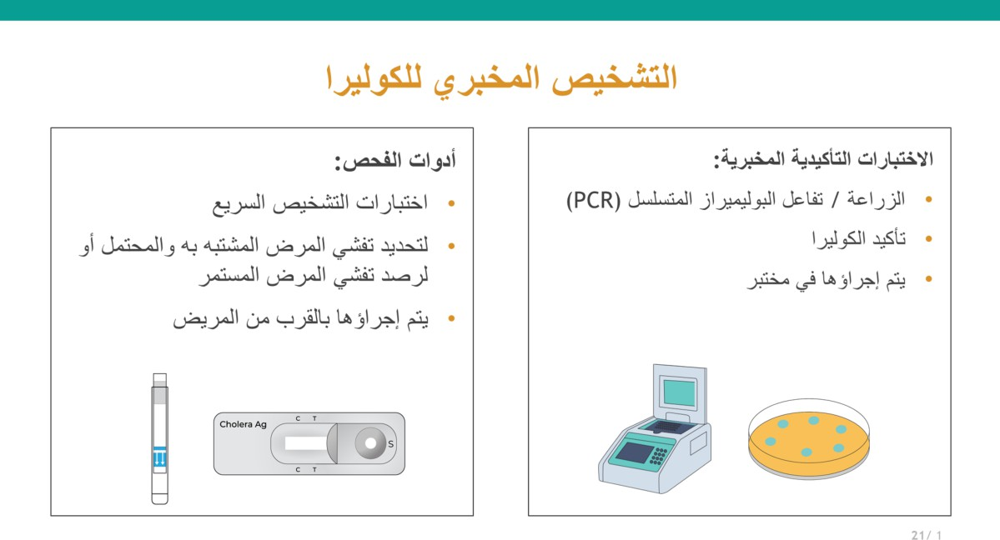 التشخيص المخبري للكوليرا
الاختبارات التأكيدية المخبرية:
• الزراعة / تفاعل البوليميراز المتسلسل (PCR)
• تأكيد الكوليرا
• يتم إجراؤها في مختبر
أدوات الفحص:
• اختبارات التشخيص السريع
• لتحديد تفشي المرض المشتبه به والمحتمل أو
لرصد تفشي المرض المستمر
• يتم إجراؤها بالقرب من المريض
C T
Cholera Ag
S
C T
21/ 1